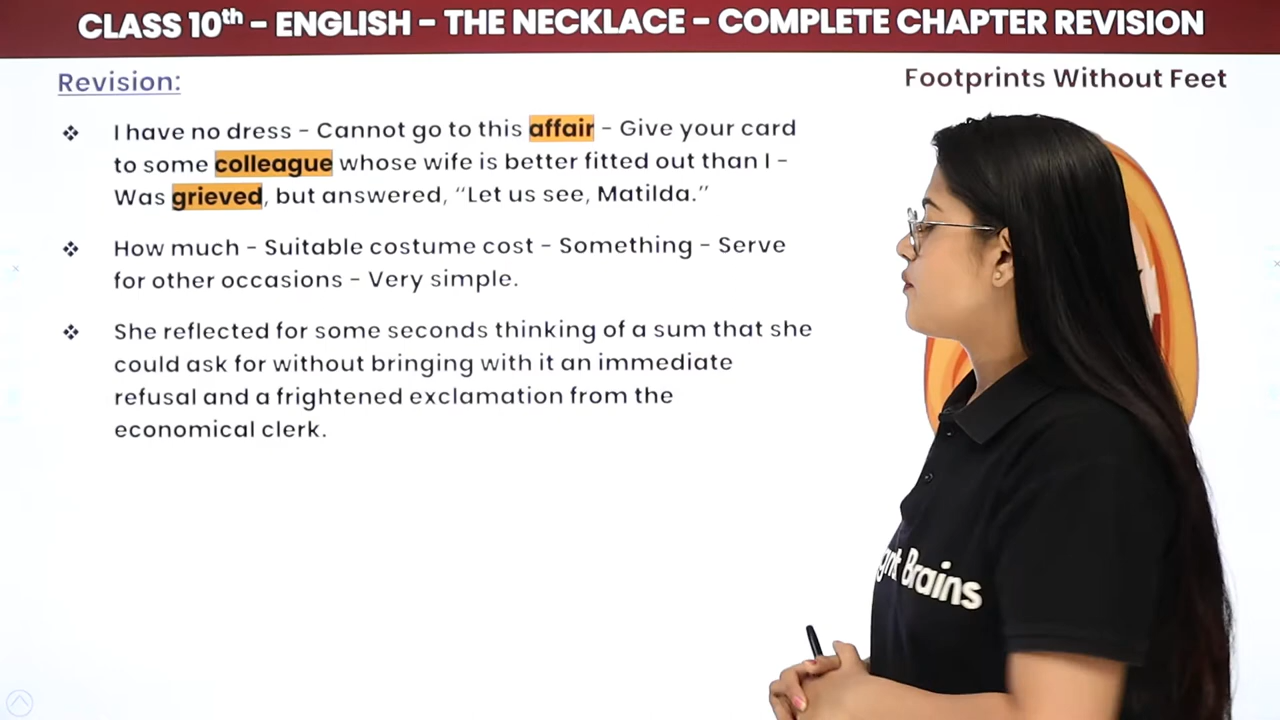 CLASS 10th – ENGLISH – THE NECKLACE – COMPLETE CHAPTER REVISION
Revision:
Footprints Without Feet
❖ I have no dress – Cannot go to this affair – Give your card
to some colleague whose wife is better fitted out than I –
Was grieved, but answered, “Let us see, Matilda.”
❖ How much – Suitable costume cost – Something – Serve
for other occasions – Very simple.
❖ She reflected for some seconds thinking of a sum that she
could ask for without bringing with it an immediate
refusal and a frightened exclamation from the
economical clerk.
Brains